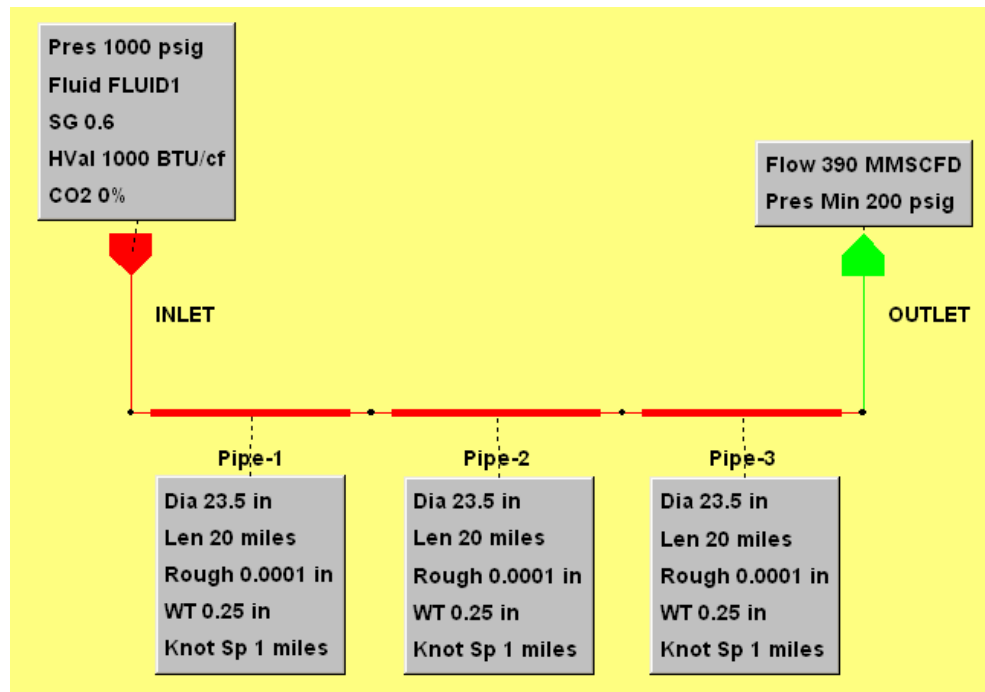 Pres 1000 psig
Fluid FLUID1
SG 0.6
HVal 1000 BTU/cf
CO2 0%
Flow 390 MMSCFD
Pres Min 200 psig
INLET
OUTLET
Pipe-1
Pipe-2
Pipe-3
Dia 23.5 in
Len 20 miles
Rough 0.0001 in
WT 0.25 in
Knot Sp 1 miles
Dia 23.5 in
Len 20 miles
Rough 0.0001 in
WT 0.25 in
Knot Sp 1 miles
Dia 23.5 in
Len 20 miles
Rough 0.0001 in
WT 0.25 in
Knot Sp 1 miles